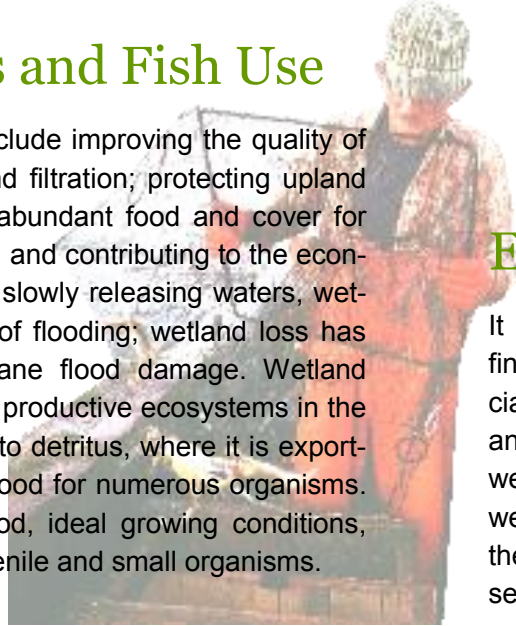 s and Fish Use
clude improving the quality of
nd filtration; protecting upland
abundant food and cover for
and contributing to the econ-
slowly releasing waters, wet-
of flooding; wetland loss has
ane flood damage. Wetland
productive ecosystems in the
to detritus, where it is export-
ood for numerous organisms.
od, ideal growing conditions,
enile and small organisms.
E
It
fin
cia
an
we
we
the
se